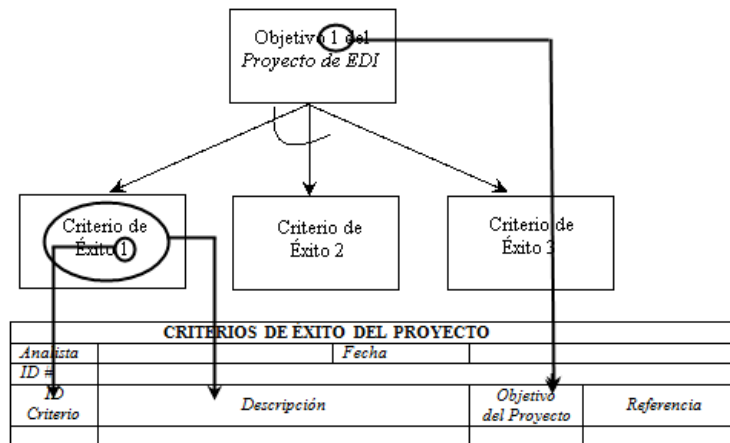 Objetivo 1 del
Proyecto de EDI
Criterio de
Éxito 1
Criterio de
Éxito 2
Criterio de
Éxito 3
CRITERIOS DE ÉXITO DEL PROYECTO
Analista
Fecha
ID #
ID
Criterio
Descripción
Objetivo
del Proyecto
Referencia